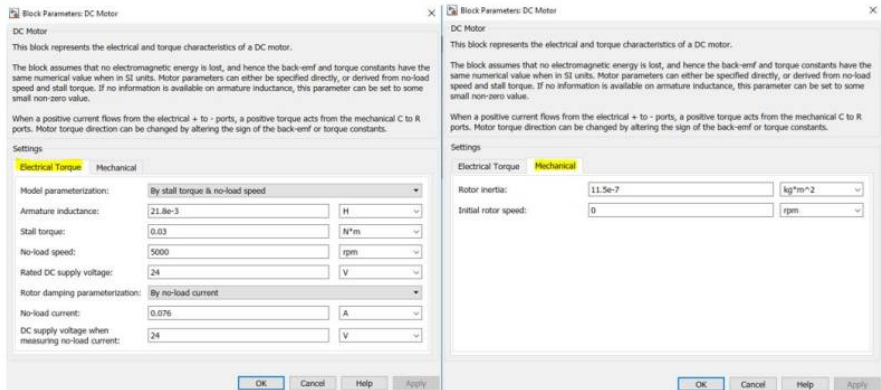 Block Parameters: DC Motor
DC Motor
This block represents the electrical and torque characteristics of a DC motor.
The block assumes that no electromagnetic energy is lost, and hence the back-emf and torque constants have the
same numerical value when in SI units. Motor parameters can either be specified directly, or derived from no-load
speed and stall torque. If no information is available on armature inductance, this parameter can be set to some
small non-zero value.
When a positive current flows from the electrical + to - ports, a positive torque acts from the mechanical C to R
ports. Motor torque direction can be changed by altering the sign of the back-emf or torque constants.
Settings
Electrical Torque Mechanical
Model parameterization: By stall torque & no-load speed
Armature inductance: 21.8e-3 H
Stall torque: 0.03 N*m
No-load speed: 5000 rpm
Rated DC supply voltage: 24 V
Rotor damping parameterization: By no-load current
No-load current: 0.076 A
DC supply voltage when
measuring no-load current: 24 V
OK Cancel Help Apply
Block Parameters: DC Motor
DC Motor
This block represents the electrical and torque characteristics of a DC motor.
The block assumes that no electromagnetic energy is lost, and hence the back-emf and torque constants have the
same numerical value when in SI units. Motor parameters can either be specified directly, or derived from no-load
speed and stall torque. If no information is available on armature inductance, this parameter can be set to some
small non-zero value.
When a positive current flows from the electrical + to - ports, a positive torque acts from the mechanical C to R
ports. Motor torque direction can be changed by altering the sign of the back-emf or torque constants.
Settings
Electrical Torque Mechanical
Rotor inertia: 11.5e-7 kg*m^2
Initial rotor speed: 0 rpm
OK Cancel Help Apply